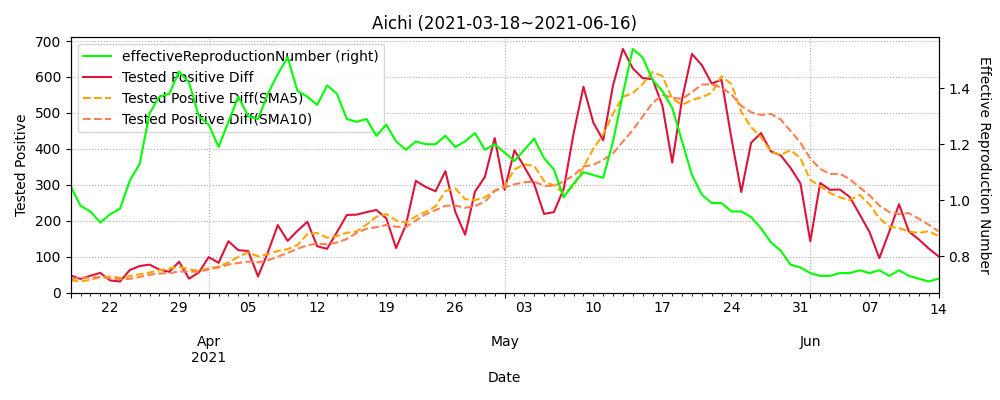 Aichi (2021-03-18~2021-06-16)
effectiveReproductionNumber (right)
Tested Positive Diff
Tested Positive Diff(SMA5)
Tested Positive Diff(SMA10)
Tested Positive
700
600
500
400
300
200
100
0
Effective Reproduction Number
1.4
1.2
1.0
0.8
22 29 05 12 19 26 03 10 17 24 31 07 14
Apr May Jun
2021
Date